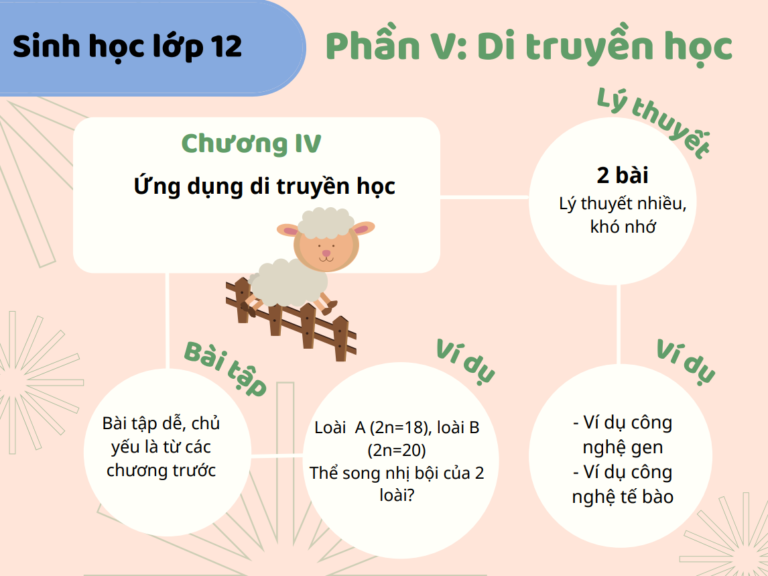 Sinh học lớp 12
Phần V: Di truyền học
Chương IV
Ứng dụng di truyền học
Lý thuyết
2 bài
Lý thuyết nhiều,
khó nhớ
Bài tập
Bài tập dễ, chủ
yếu là từ các
chương trước
Ví dụ
Loài A (2n=18), loài B
(2n=20)
Thể song nhị bội của 2
loài?
Ví dụ
- Ví dụ công
nghệ gen
- Ví dụ công
nghệ tế bào